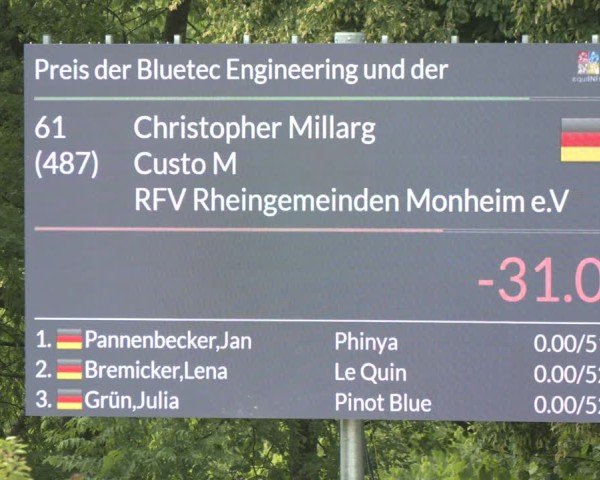 Preis der Bluetec Engineering und der
61 Christopher Millarg
(487) Custo M
RFV Rheingemeinden Monheim e.V
-31.0
1. Pannenbecker,Jan Phinya 0.00/5
2. Bremicker,Lena Le Quin 0.00/5
3. Grün,Julia Pinot Blue 0.00/5